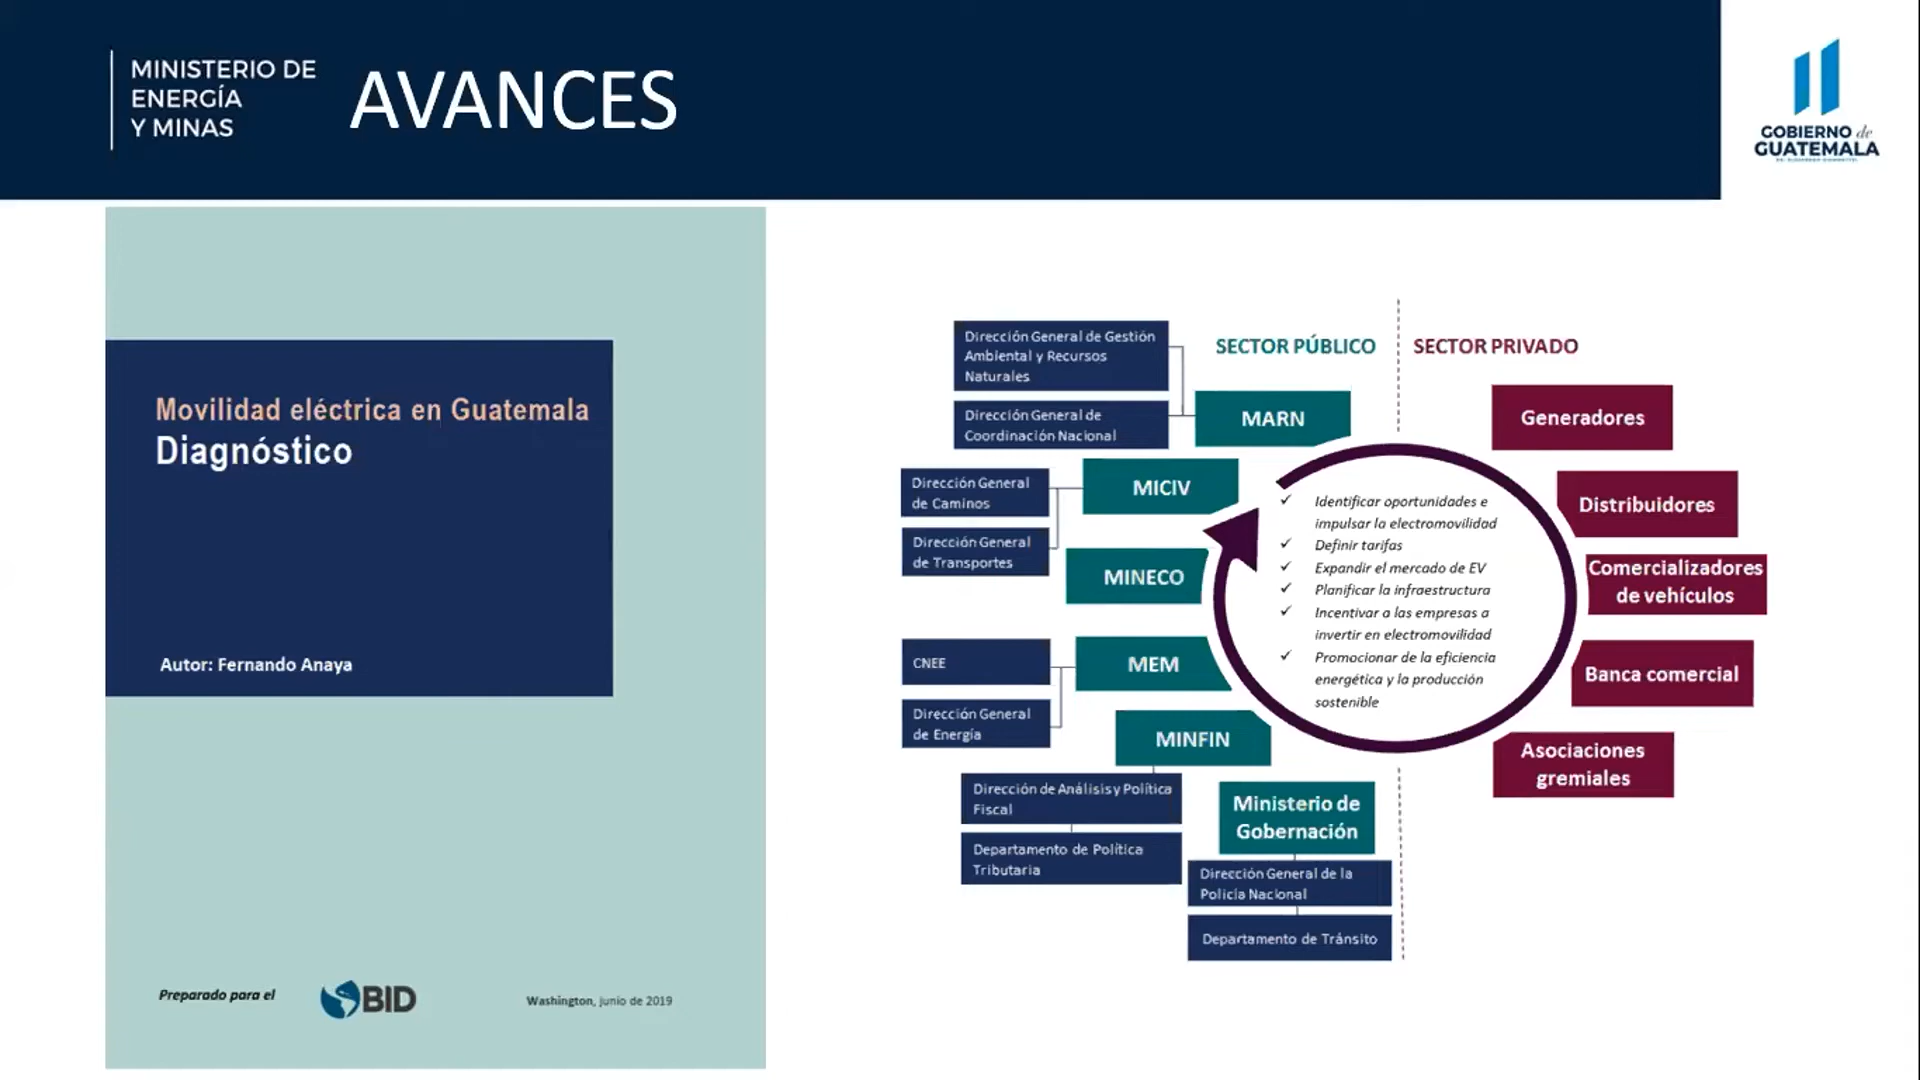 MINISTERIO DE
ENERGÍA
Y MINAS
AVANCES
GOBIERNO de
GUATEMALA
Movilidad eléctrica en Guatemala
Diagnóstico
Autor: Fernando Anaya
Preparado para el
BID
Washington, junio de 2019
SECTOR PÚBLICO
SECTOR PRIVADO
Dirección General de Gestión
Ambiental y Recursos
Naturales
Dirección General de
Coordinación Nacional
MARN
Dirección General
de Caminos
Dirección General
de Transportes
MICIV
MINECO
CNEE
Dirección General
de Energía
MEM
MINFIN
Dirección de Análisis y Política
Fiscal
Departamento de Política
Tributaria
Ministerio de
Gobernación
Dirección General de la
Policía Nacional
Departamento de Tránsito
✓ Identificar oportunidades e
impulsar la electromovilidad
✓ Definir tarifas
✓ Expandir el mercado de EV
✓ Planificar la infraestructura
✓ Incentivar a las empresas a
invertir en electromovilidad
✓ Promocionar de la eficiencia
energética y la producción
sostenible
Generadores
Distribuidores
Comercializadores
de vehículos
Banca comercial
Asociaciones
gremiales